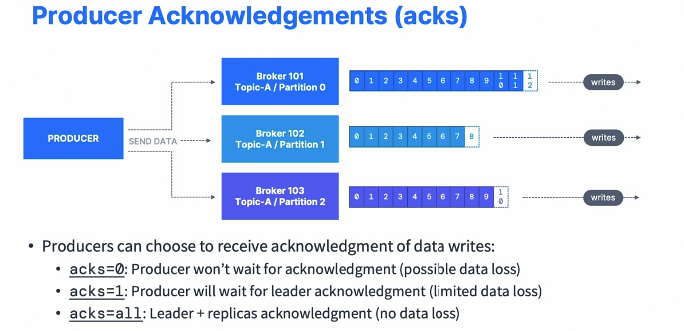 Producer Acknowledgements (acks)
Broker 101
Topic-A / Partition 0
0 1 2 3 4 5 6 7 8 9 10 11 12
writes
PRODUCER
SEND DATA
Broker 102
Topic-A / Partition 1
0 1 2 3 4 5 6 7 8
writes
Broker 103
Topic-A / Partition 2
0 1 2 3 4 5 6 7 8 9 10
writes
• Producers can choose to receive acknowledgment of data writes:
• acks=0: Producer won't wait for acknowledgment (possible data loss)
• acks=1: Producer will wait for leader acknowledgment (limited data loss)
• acks=all: Leader + replicas acknowledgment (no data loss)